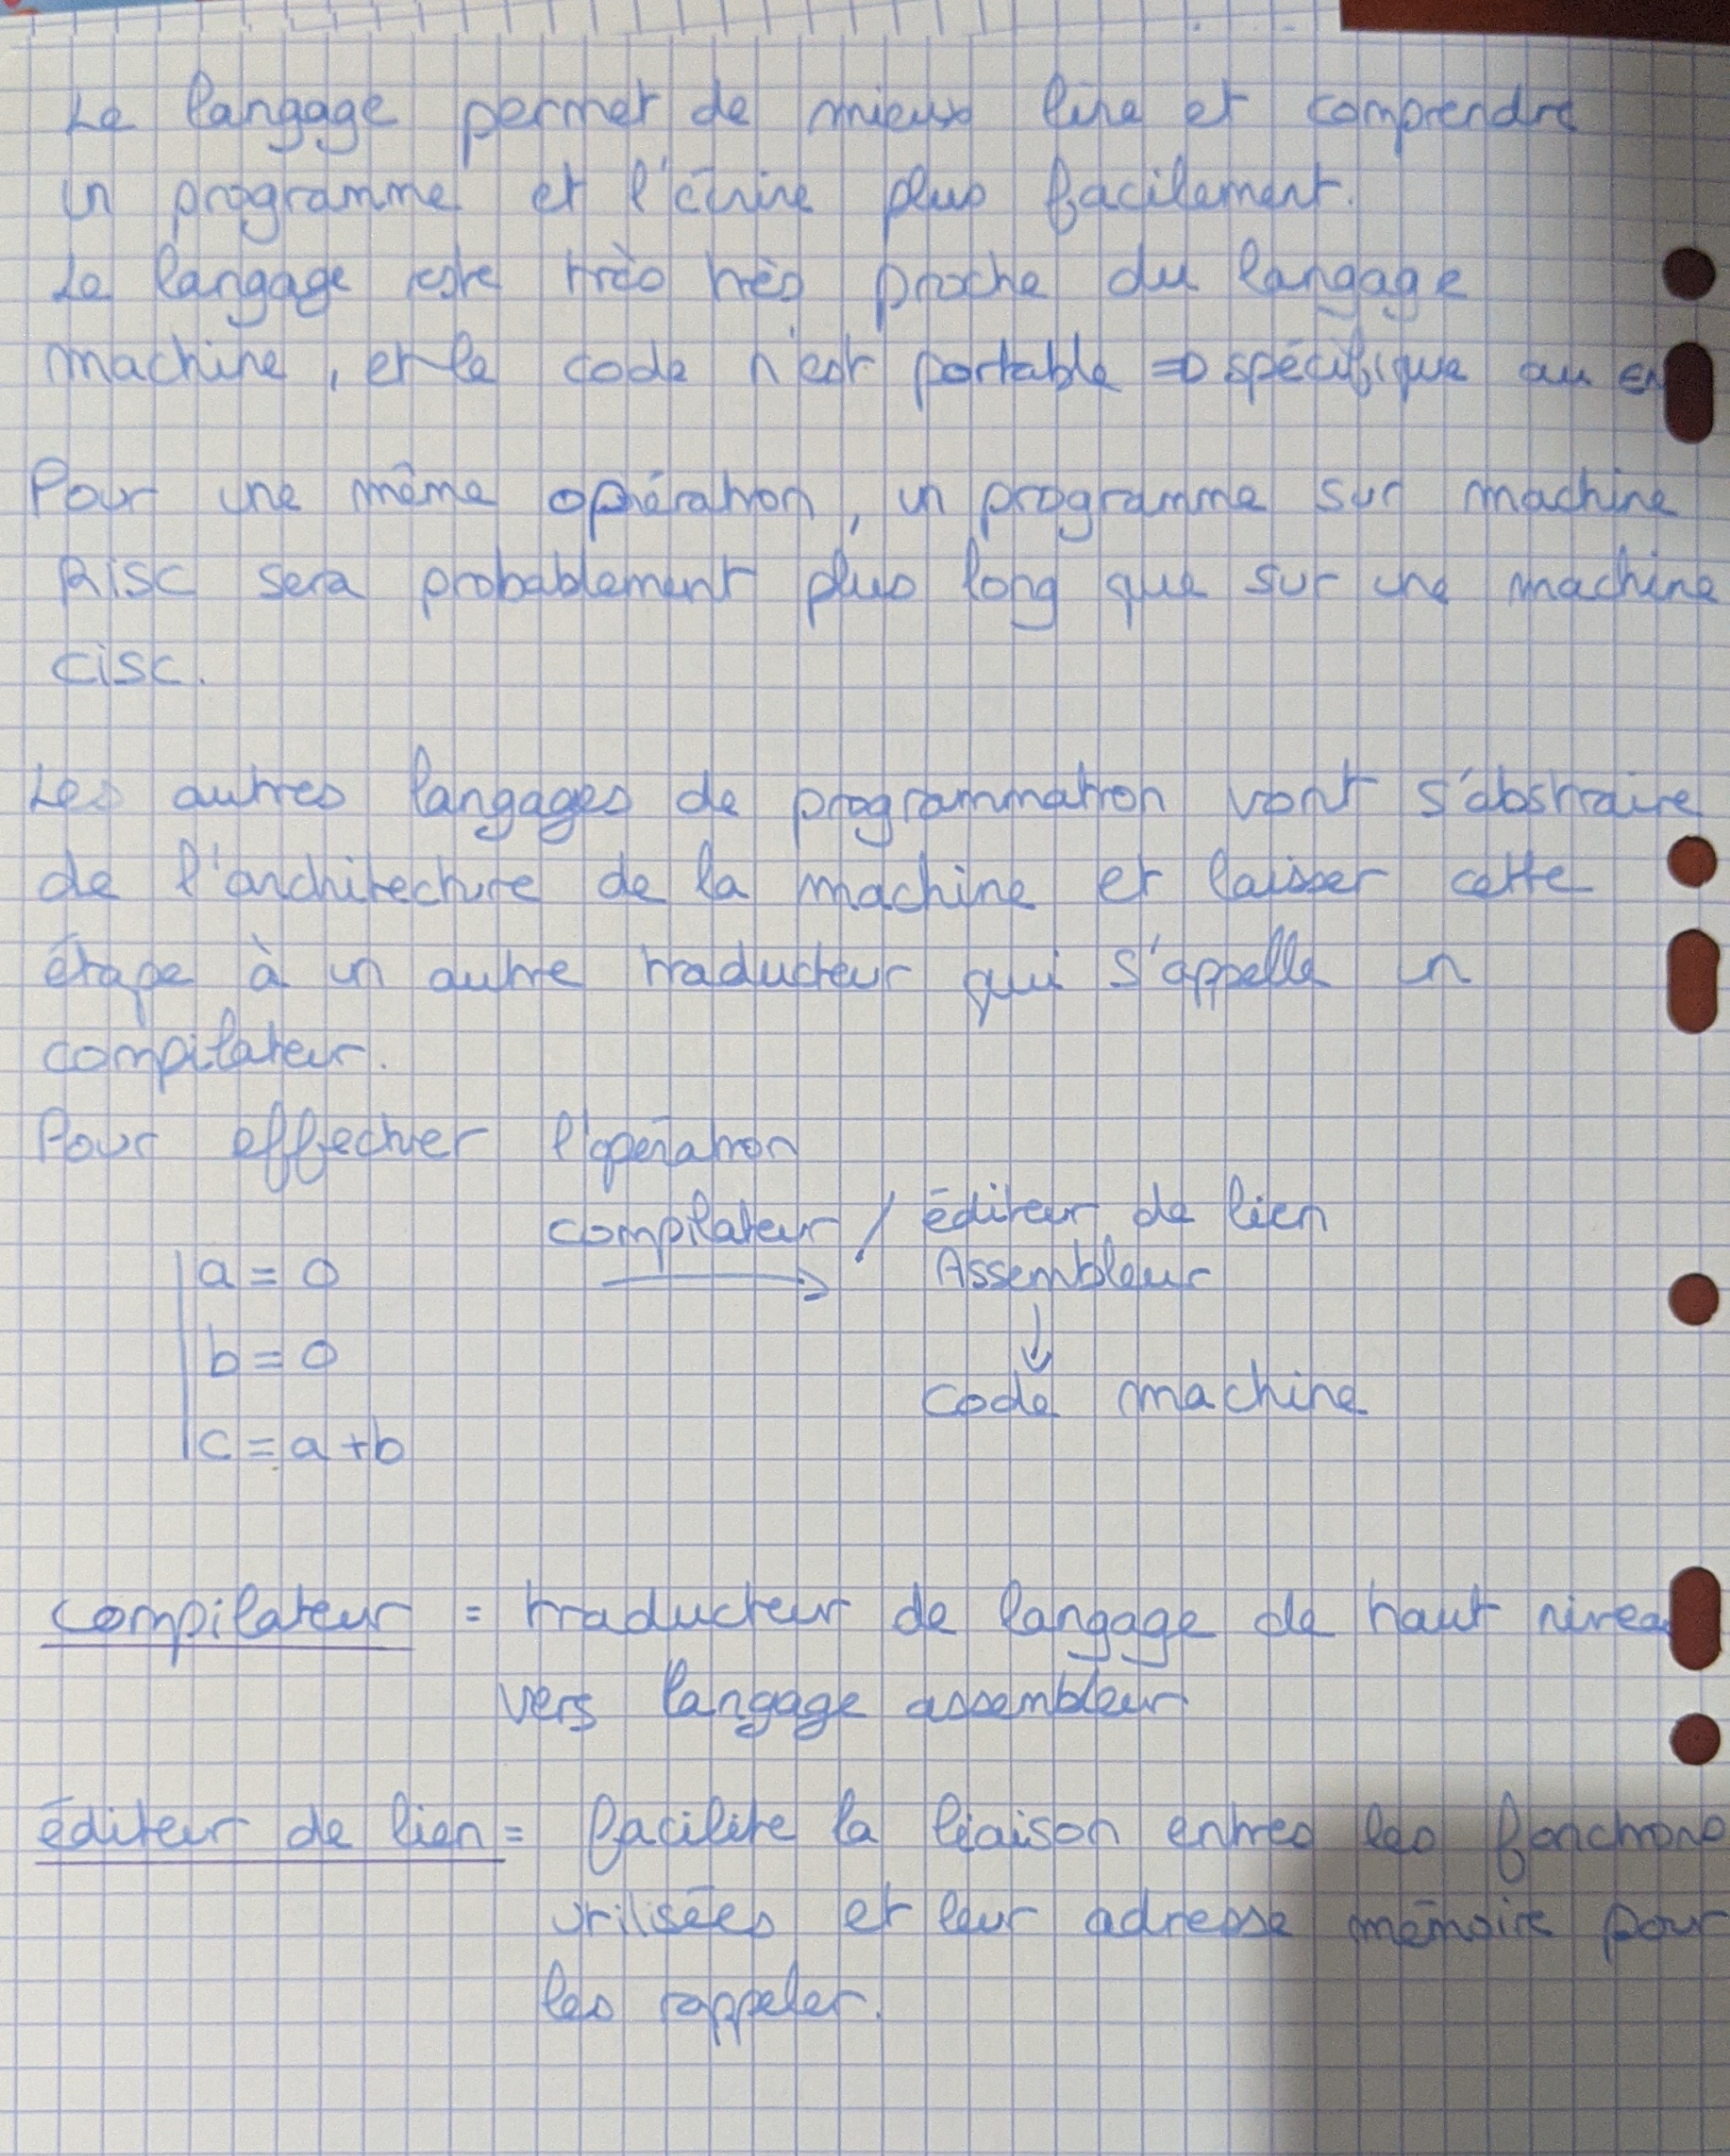 Le langage permet de mieux lire et comprendre
un programme et l'écrire plus facilement.
Le langage reste très très proche du langage
machine, et le code n'est portable => spécifique au
Pour une même opération, un programme sur machine
RISC sera probablement plus long que sur une machine
CISC.
Les autres langages de programmation vont s'abstraire
de l'architecture de la machine et laisser cette
étape à un autre traducteur qui s'appelle un
compilateur.
Pour effectuer l'opération
compilateur / éditeur de lien
a = 0 Assembleur
b = 0
code machine
c = a + b
compilateur = traducteur de langage de haut niveau
vers langage assembleur
éditeur de lien = facilite la liaison entres les fonctions
utilisées et leur adresse mémoire pour
les rappeler.